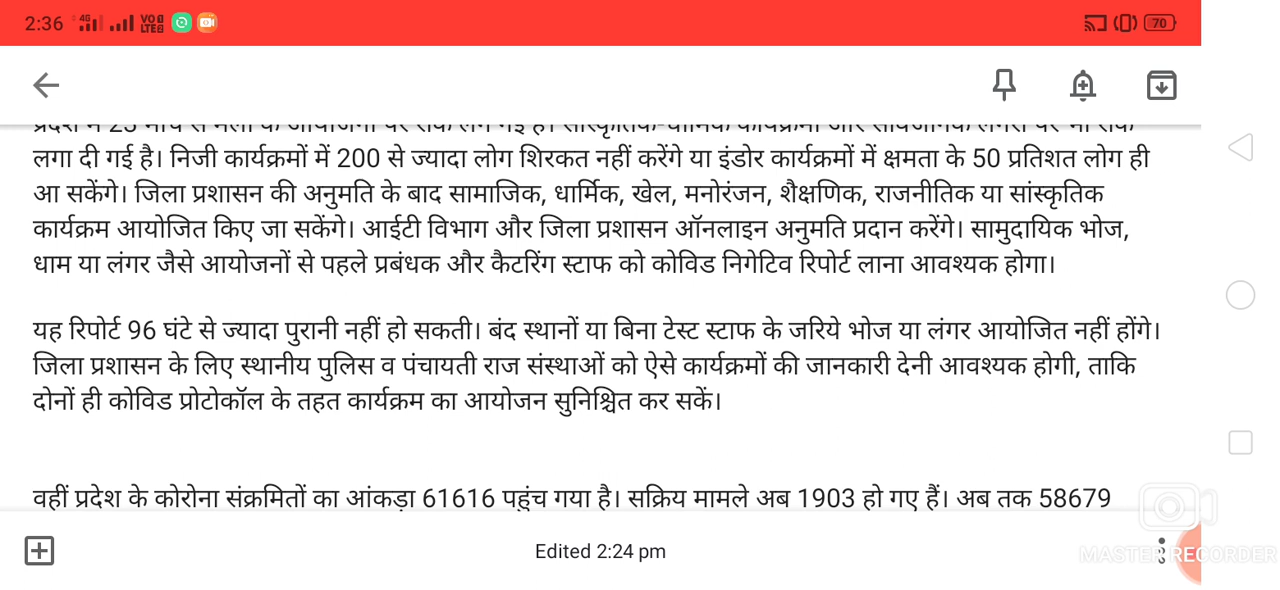 2:36 4G VoLTE 70
लगा दी गई है। निजी कार्यक्रमों में 200 से ज्यादा लोग शिरकत नहीं करेंगे या इंडोर कार्यक्रमों में क्षमता के 50 प्रतिशत लोग ही
आ सकेंगे। जिला प्रशासन की अनुमति के बाद सामाजिक, धार्मिक, खेल, मनोरंजन, शैक्षणिक, राजनीतिक या सांस्कृतिक
कार्यक्रम आयोजित किए जा सकेंगे। आईटी विभाग और जिला प्रशासन ऑनलाइन अनुमति प्रदान करेंगे। सामुदायिक भोज,
धाम या लंगर जैसे आयोजनों से पहले प्रबंधक और कैटरिंग स्टाफ को कोविड निगेटिव रिपोर्ट लाना आवश्यक होगा।
यह रिपोर्ट 96 घंटे से ज्यादा पुरानी नहीं हो सकती। बंद स्थानों या बिना टेस्ट स्टाफ के जरिये भोज या लंगर आयोजित नहीं होंगे।
जिला प्रशासन के लिए स्थानीय पुलिस व पंचायती राज संस्थाओं को ऐसे कार्यक्रमों की जानकारी देनी आवश्यक होगी, ताकि
दोनों ही कोविड प्रोटोकॉल के तहत कार्यक्रम का आयोजन सुनिश्चित कर सकें।
वहीं प्रदेश के कोरोना संक्रमितों का आंकड़ा 61616 पहुंच गया है। सक्रिय मामले अब 1903 हो गए हैं। अब तक 58679
Edited 2:24 pm
MASTER RECORDER